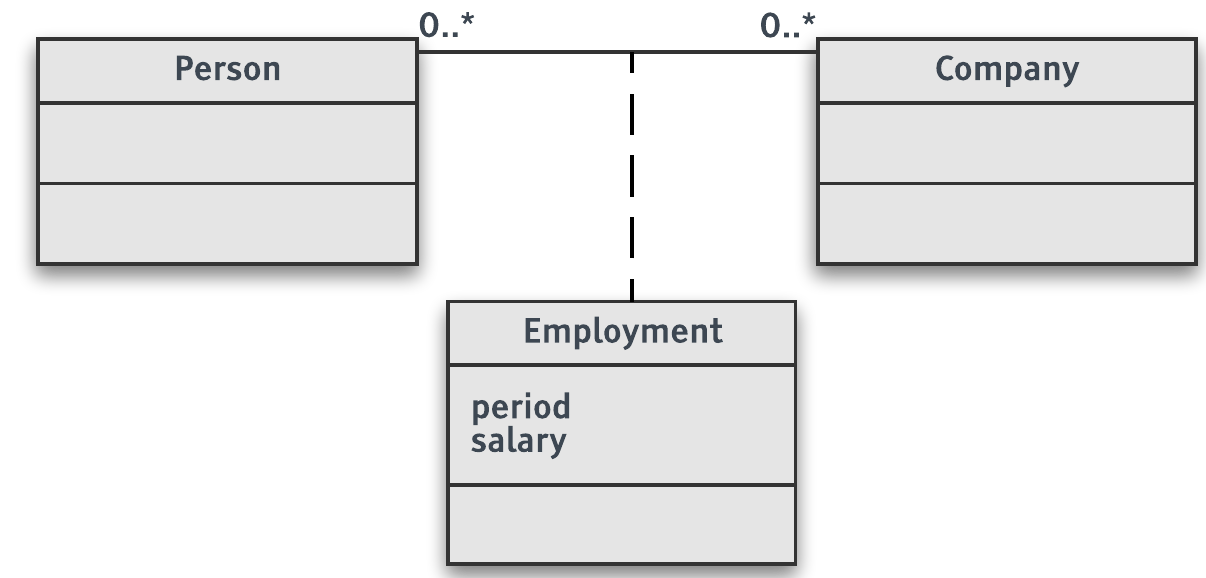 0..*
0..*
Person
Company
Employment
period
salary